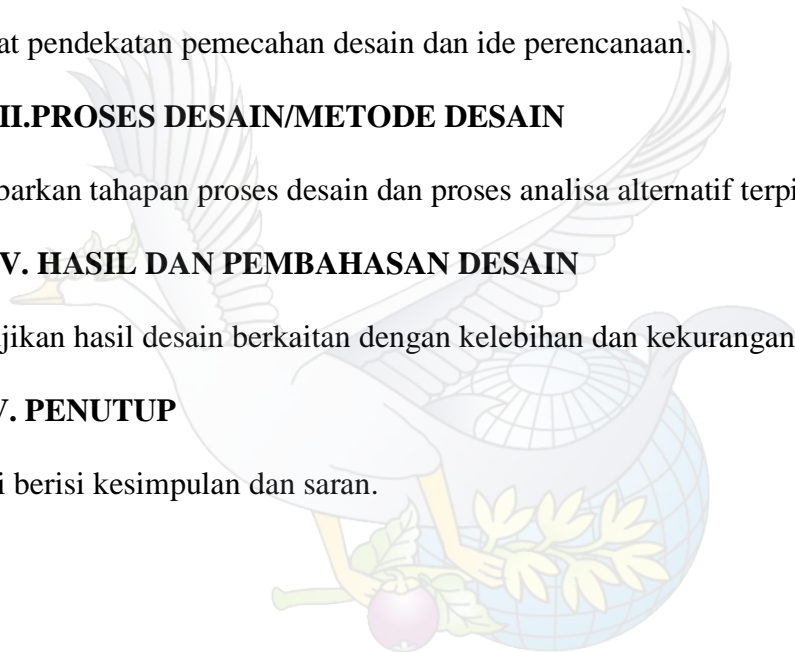 at pendekatan pemecahan desain dan ide perencanaan.
II.PROSES DESAIN/METODE DESAIN
barkan tahapan proses desain dan proses analisa alternatif terpi
V. HASIL DAN PEMBAHASAN DESAIN
jikan hasil desain berkaitan dengan kelebihan dan kekurangan
V. PENUTUP
i berisi kesimpulan dan saran.